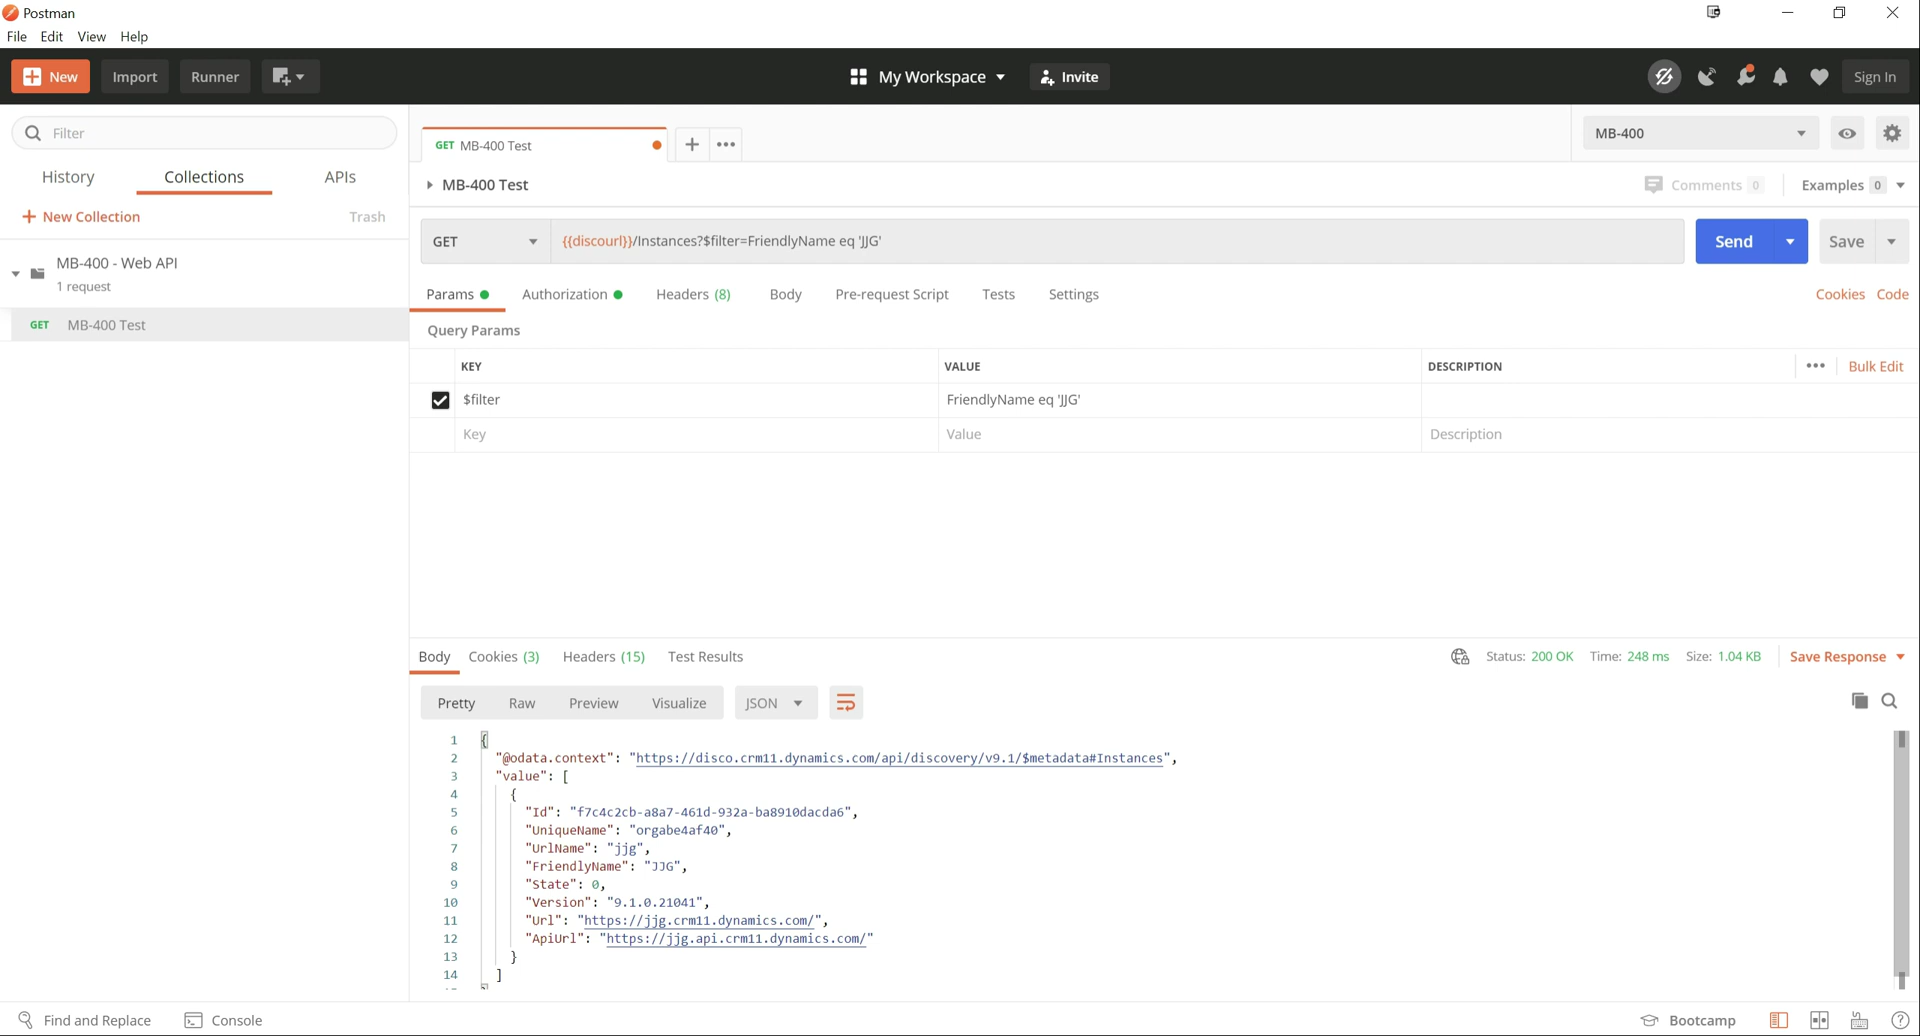 Postman
File Edit View Help
New Import Runner My Workspace Invite Sign In
Filter
History Collections APIs
New Collection Trash
MB-400 - Web API
1 request
GET MB-400 Test
GET MB-400 Test
MB-400
MB-400 Test Comments 0 Examples 0
GET {{discourl}}/Instances?$filter=FriendlyName eq 'JJG' Send Save
Params Authorization Headers (8) Body Pre-request Script Tests Settings Cookies Code
Query Params
KEY VALUE DESCRIPTION Bulk Edit
$filter FriendlyName eq 'JJG'
Key Value Description
Body Cookies (3) Headers (15) Test Results Status: 200 OK Time: 248 ms Size: 1.04 KB Save Response
Pretty Raw Preview Visualize JSON
1 {
2 "@odata.context": "https://disco.crm11.dynamics.com/api/discovery/v9.1/$metadata#Instances",
3 "value": [
4 {
5 "Id": "f7c4c2cb-a8a7-461d-932a-ba8910dacda6",
6 "UniqueName": "orgabe4af40",
7 "UrlName": "jjg",
8 "FriendlyName": "JJG",
9 "State": 0,
10 "Version": "9.1.0.21041",
11 "Url": "https://jjg.crm11.dynamics.com/",
12 "ApiUrl": "https://jjg.api.crm11.dynamics.com/"
13 }
14 ]
Find and Replace Console Bootcamp